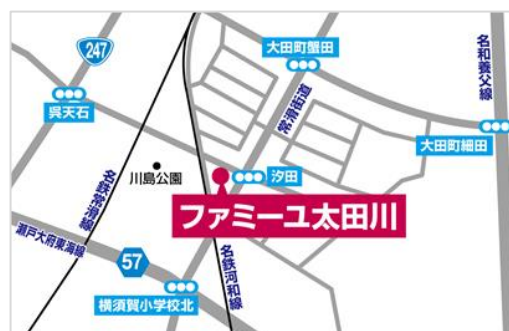 247
大田町蟹田
名和養父線
呉天石
常滑街道
大田町細田
川島公園
汐田
ファミーユ太田川
名鉄常滑線
瀬戸大府東海線
57
名鉄河和線
横須賀小学校北